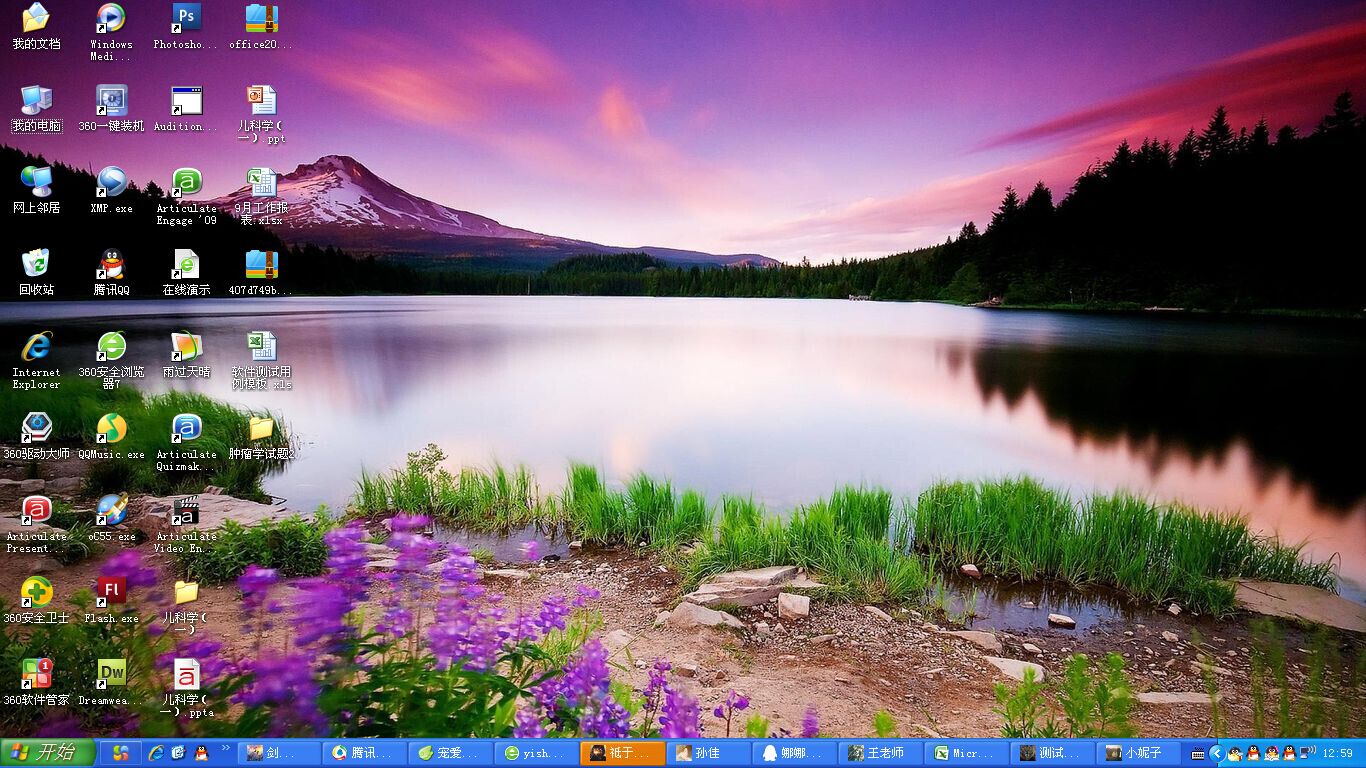 我的文档
Windows
Medi...
Ps
Photosho...
office20...
我的电脑
360一键装机
Audition...
儿科学(
一).ppt
网上邻居
XMP.exe
Articulate
Engage '09
9月工作报
表.xlsx
回收站
腾讯QQ
在线演示
407d749b...
Internet
Explorer
360安全浏览
器7
雨过天晴
软件测试用
例模板.xls
360驱动大师
QQMusic.exe
Articulate
Quizmak...
肿瘤学试题2
Articulate
Present...
oC55.exe
Articulate
Video En...
360安全卫士
Fl
Flash.exe
儿科学(
一)
1
360软件管家
Dw
Dreamwea...
儿科学(
一).ppta
开始
剑...
腾讯...
宠爱...
yish...
祗于...
孙佳
娜娜...
王老师
Micr...
测试...
小妮子
12:59